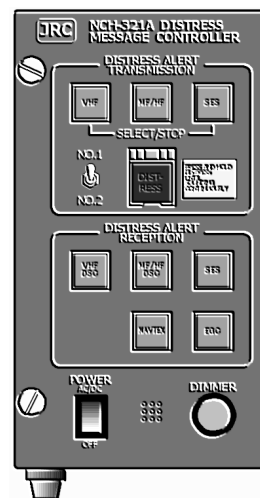 JRC NCH-321A DISTRESS
MESSAGE CONTROLLER
DISTRESS ALERT
TRANSMISSION
VHF MF/HF SES
SELECT/STOP
NO.1
DIST-
RESS
NO.2
DISTRESS ALERT
RECEPTION
VHF
DSC
MF/HF
DSC
SES
NAVTEX EGC
POWER
AC/DC
DIMMER
OFF